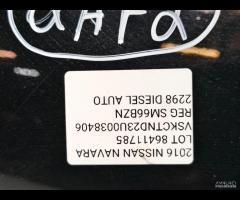 2016 NISSAN NAVARA
LOT 86411785
VSKCTND23U0038406
REG SM66BZN
2298 DIESEL AUTO